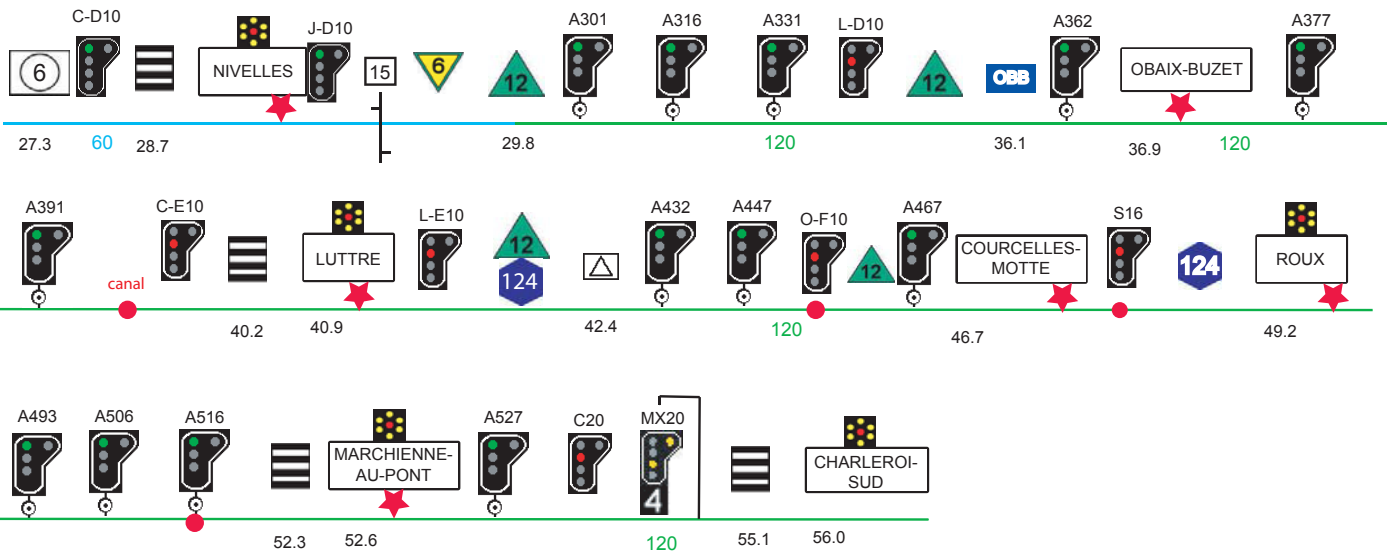 C-D10
J-D10
A301
A316
A331
L-D10
A362
A377
6
NIVELLES
15
6
12
12
OBB
OBAIX-BUZET
27.3
60
28.7
29.8
120
36.1
36.9
120
A391
C-E10
L-E10
A432
A447
O-F10
A467
S16
canal
LUTTRE
12
124
12
COURCELLES-
MOTTE
124
ROUX
40.2
40.9
42.4
120
46.7
49.2
A493
A506
A516
A527
C20
MX20
MARCHIENNE-
AU-PONT
4
CHARLEROI-
SUD
52.3
52.6
120
55.1
56.0